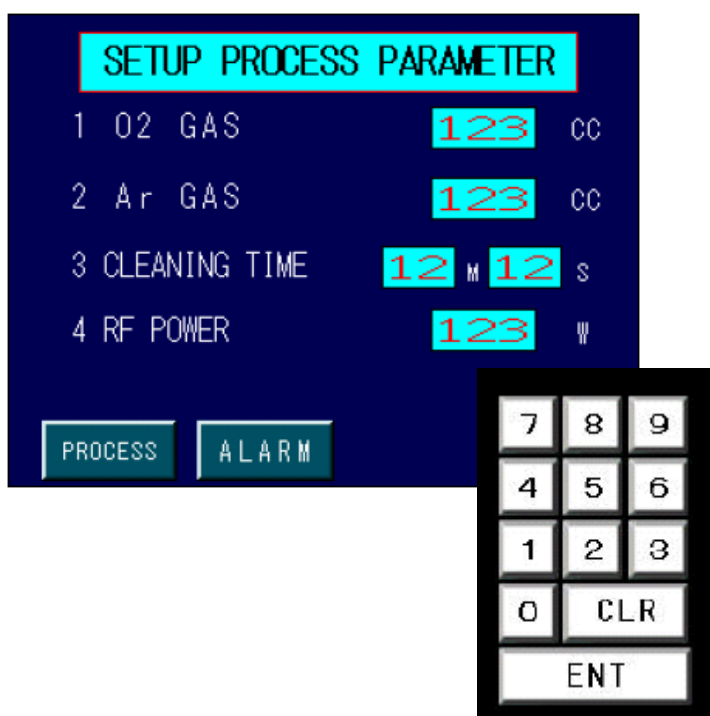 SETUP PROCESS PARAMETER
1 O2 GAS 123 CC
2 Ar GAS 123 CC
3 CLEANING TIME 12 M 12 S
4 RF POWER 123 W
PROCESS ALARM
7 8 9
4 5 6
1 2 3
0 CLR
ENT